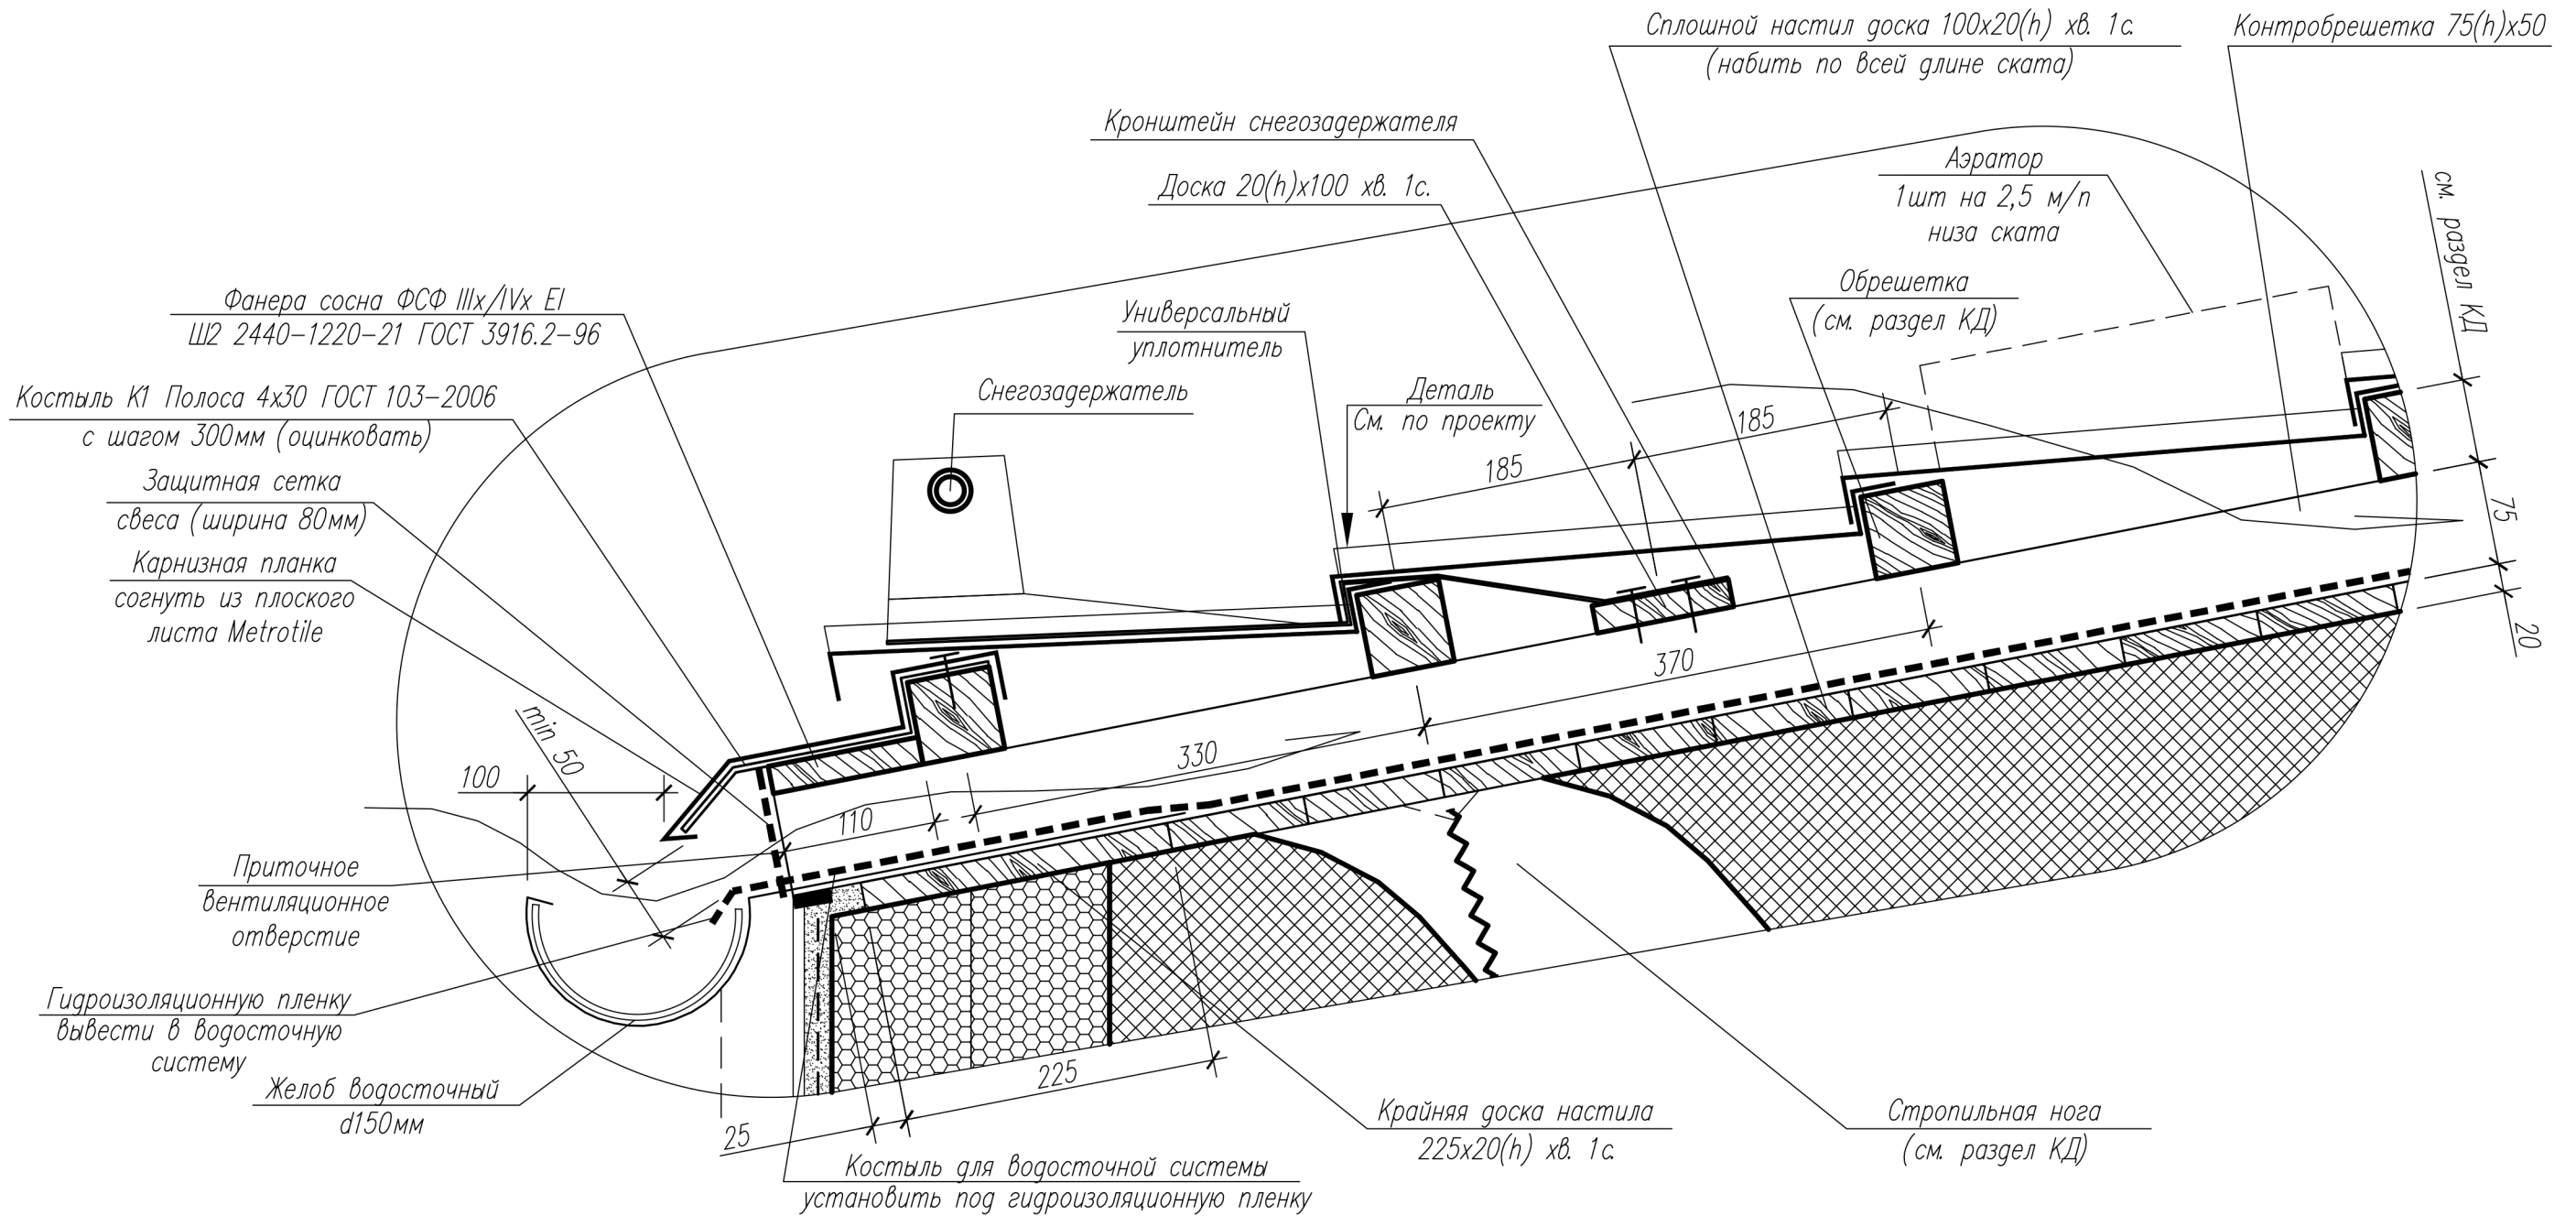 Сплошной настил доска 100х20(h) хв. 1с.
(набить по всей длине ската)
Контробрешетка 75(h)х50
Кронштейн снегозадержателя
Доска 20(h)х100 хв. 1с.
Аэратор
1шт на 2,5 м/п
низа ската
см. раздел КД
Обрешетка
(см. раздел КД)
Фанера сосна ФСФ IIIх/IVх EI
Ш2 2440-1220-21 ГОСТ 3916.2-96
Универсальный
уплотнитель
Снегозадержатель
Деталь
См. по проекту
Костыль К1 Полоса 4х30 ГОСТ 103-2006
с шагом 300мм (оцинковать)
Защитная сетка
свеса (ширина 80мм)
Карнизная планка
согнуть из плоского
листа Metrotile
185
185
75
20
370
330
110
min 50
100
Приточное
вентиляционное
отверстие
Гидроизоляционную пленку
вывести в водосточную
систему
Желоб водосточный
d150мм
225
25
Костыль для водосточной системы
установить под гидроизоляционную пленку
Крайняя доска настила
225х20(h) хв. 1с.
Стропильная нога
(см. раздел КД)